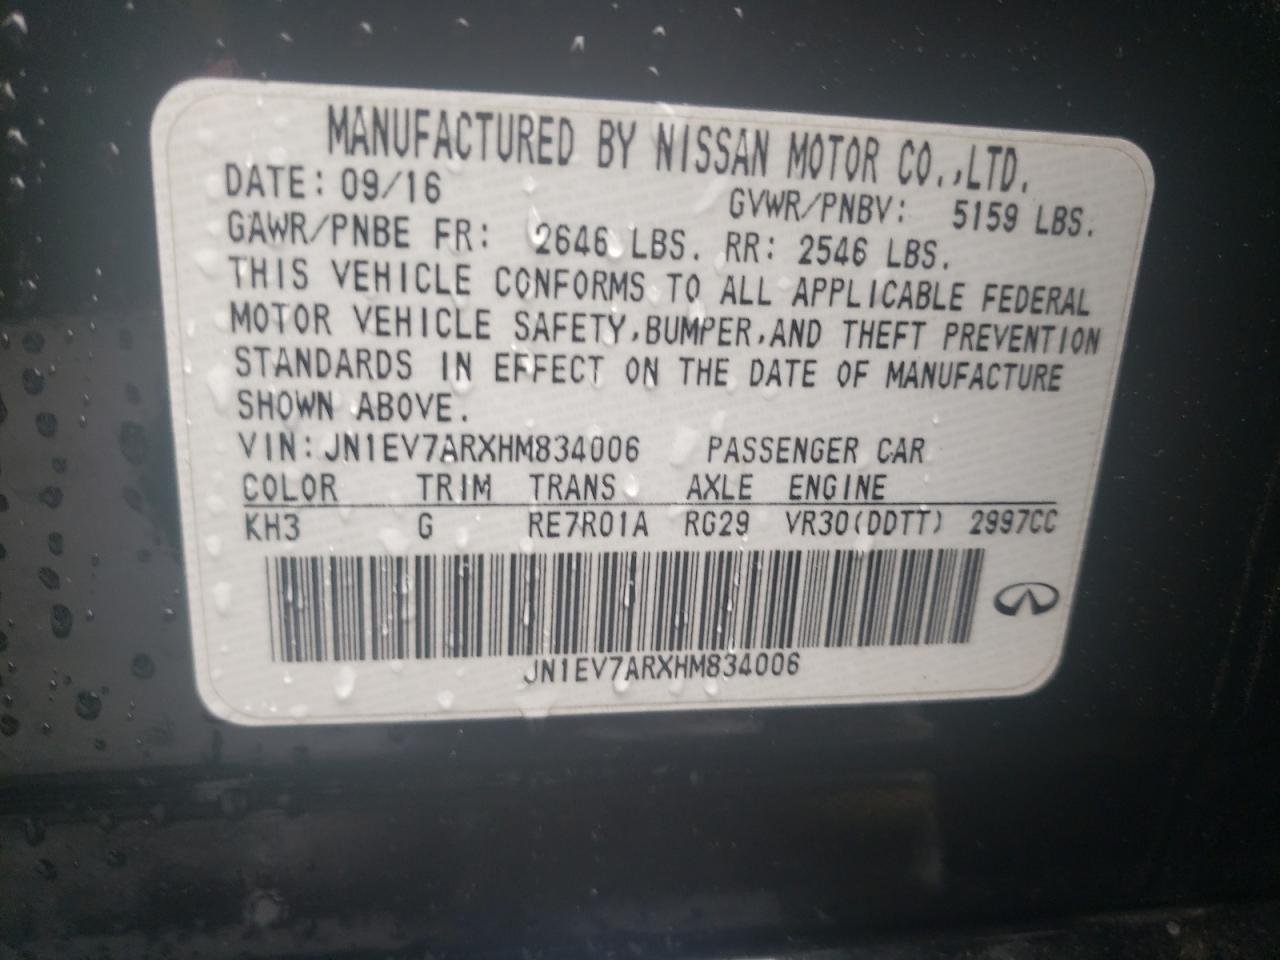 MANUFACTURED BY NISSAN MOTOR CO.,LTD.
DATE: 09/16 GVWR/PNBV: 5159 LBS.
GAWR/PNBE FR: 2646 LBS. RR: 2546 LBS.
THIS VEHICLE CONFORMS TO ALL APPLICABLE FEDERAL
MOTOR VEHICLE SAFETY,BUMPER,AND THEFT PREVENTION
STANDARDS IN EFFECT ON THE DATE OF MANUFACTURE
SHOWN ABOVE.
VIN:JN1EV7ARXHM834006 PASSENGER CAR
COLOR TRIM TRANS AXLE ENGINE
KH3 G RE7R01A RG29 VR30(DDTT) 2997CC
JN1EV7ARXHM834006